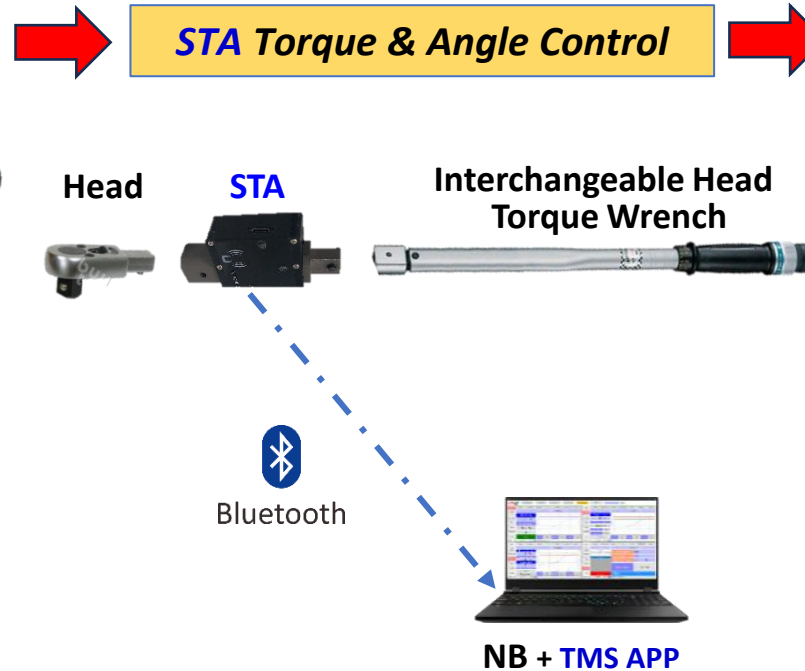 STA Torque & Angle Control
Head
STA
Interchangeable Head
Torque Wrench
Bluetooth
NB + TMS APP